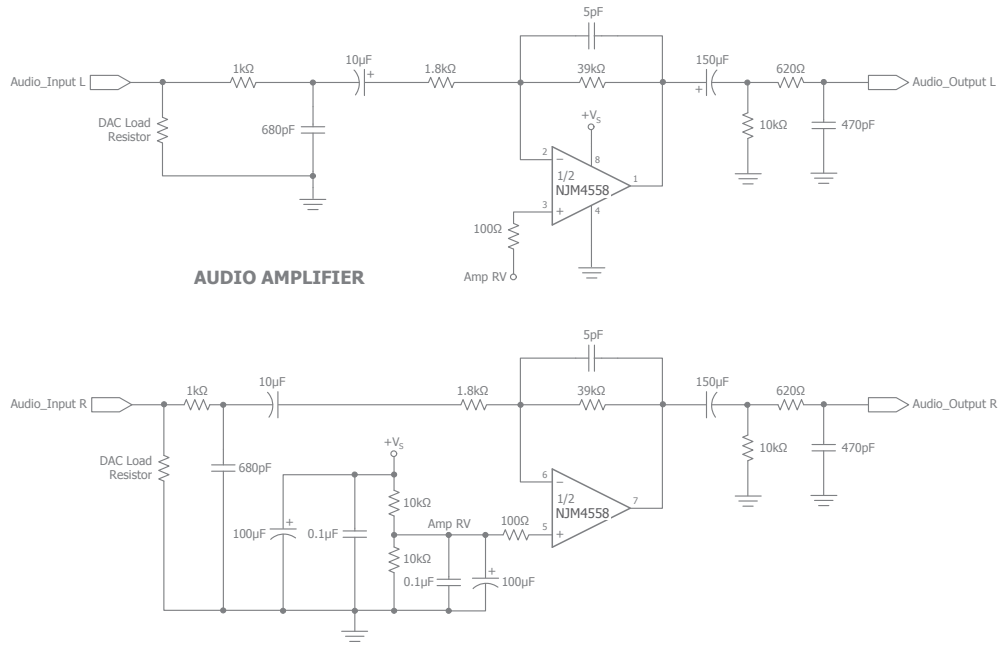 5pF
1kΩ
10µF
+
1.8kΩ
39kΩ
150µF
+
620Ω
Audio_Input L
Audio_Output L
DAC Load
Resistor
680pF
+VS
10kΩ
470pF
2
−
8
1/2
NJM4558
1
3
+
4
100Ω
Amp RV
AUDIO AMPLIFIER
5pF
1kΩ
10µF
1.8kΩ
39kΩ
150µF
620Ω
Audio_Input R
Audio_Output R
+VS
DAC Load
Resistor
680pF
10kΩ
470pF
6
−
1/2
NJM4558
7
5
+
10kΩ
Amp RV
100Ω
100µF
+
0.1µF
10kΩ
0.1µF
+
100µF